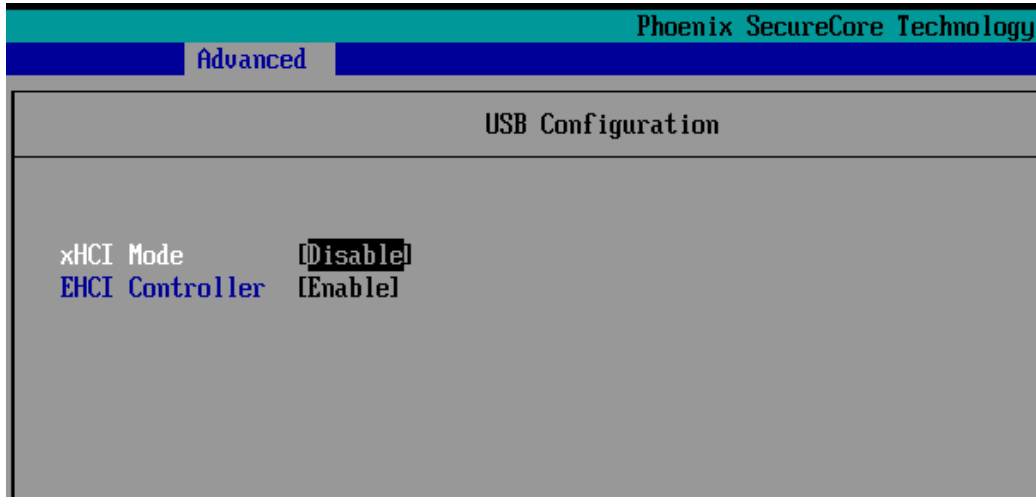 Phoenix SecureCore Technology
Advanced
USB Configuration
xHCI Mode [Disable]
EHCI Controller [Enable]